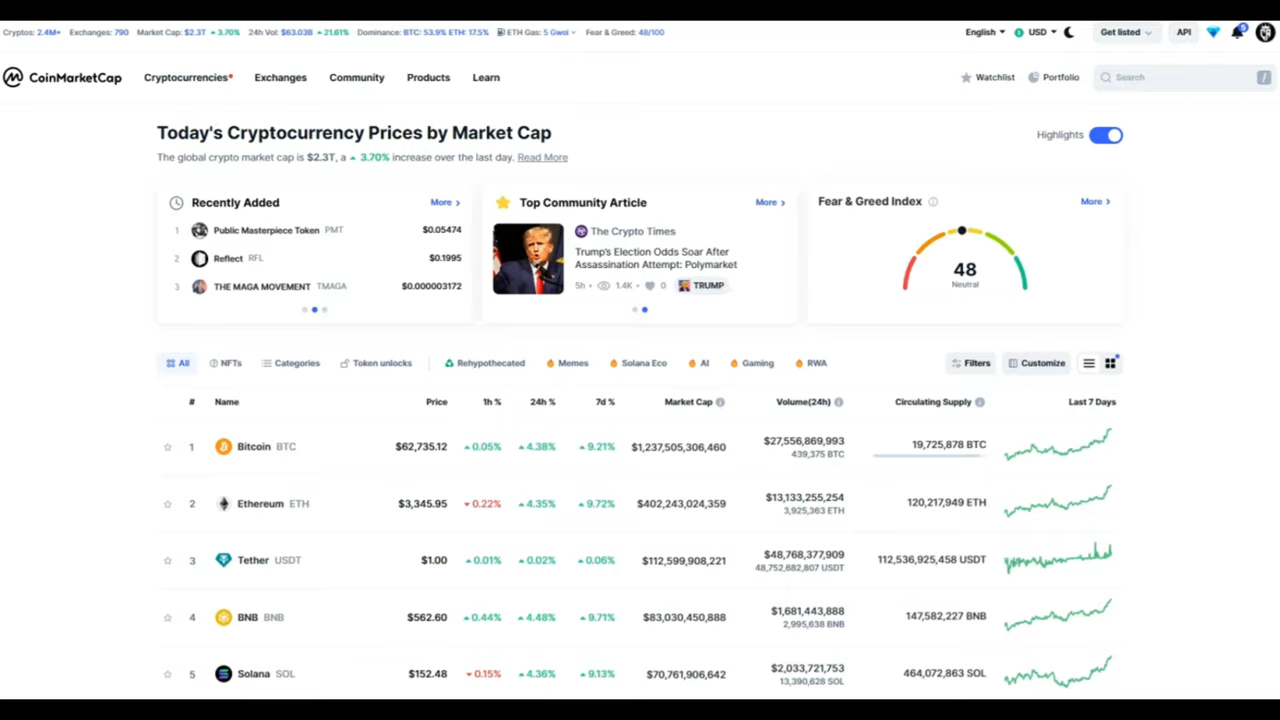 Cryptos: 2.4M+ Exchanges: 790 Market Cap: $2.3T 3.70% 24h Vol: $63.03B 21.61% Dominance: BTC: 53.9% ETH: 17.5% ETH Gas: 5 Gwei Fear & Greed: 48/100 English USD Get listed API
CoinMarketCap Cryptocurrencies Exchanges Community Products Learn Watchlist Portfolio Search /
Today's Cryptocurrency Prices by Market Cap Highlights
The global crypto market cap is $2.3T, a 3.70% increase over the last day. Read More
Recently Added More >
1 Public Masterpiece Token PMT $0.05474
2 Reflect RFL $0.1995
3 THE MAGA MOVEMENT TMAGA $0.000003172
Top Community Article More >
The Crypto Times
Trump's Election Odds Soar After
Assassination Attempt: Polymarket
5h • 1.4K • 0 TRUMP
Fear & Greed Index More >
48
Neutral
All NFTs Categories Token unlocks Rehypothecated Memes Solana Eco AI Gaming RWA Filters Customize
# Name Price 1h % 24h % 7d % Market Cap Volume(24h) Circulating Supply Last 7 Days
1 Bitcoin BTC $62,735.12 0.05% 4.38% 9.21% $1,237,505,306,460 $27,556,869,993 19,725,878 BTC
439,375 BTC
2 Ethereum ETH $3,345.95 0.22% 4.35% 9.72% $402,243,024,359 $13,133,255,254 120,217,949 ETH
3,925,363 ETH
3 Tether USDT $1.00 0.01% 0.02% 0.06% $112,599,908,221 $48,768,377,909 112,536,925,458 USDT
48,752,682,807 USDT
4 BNB BNB $562.60 0.44% 4.48% 9.71% $83,030,450,888 $1,681,443,888 147,582,227 BNB
2,995,638 BNB
5 Solana SOL $152.48 0.15% 4.36% 9.13% $70,761,906,642 $2,033,721,753 464,072,863 SOL
13,390,628 SOL